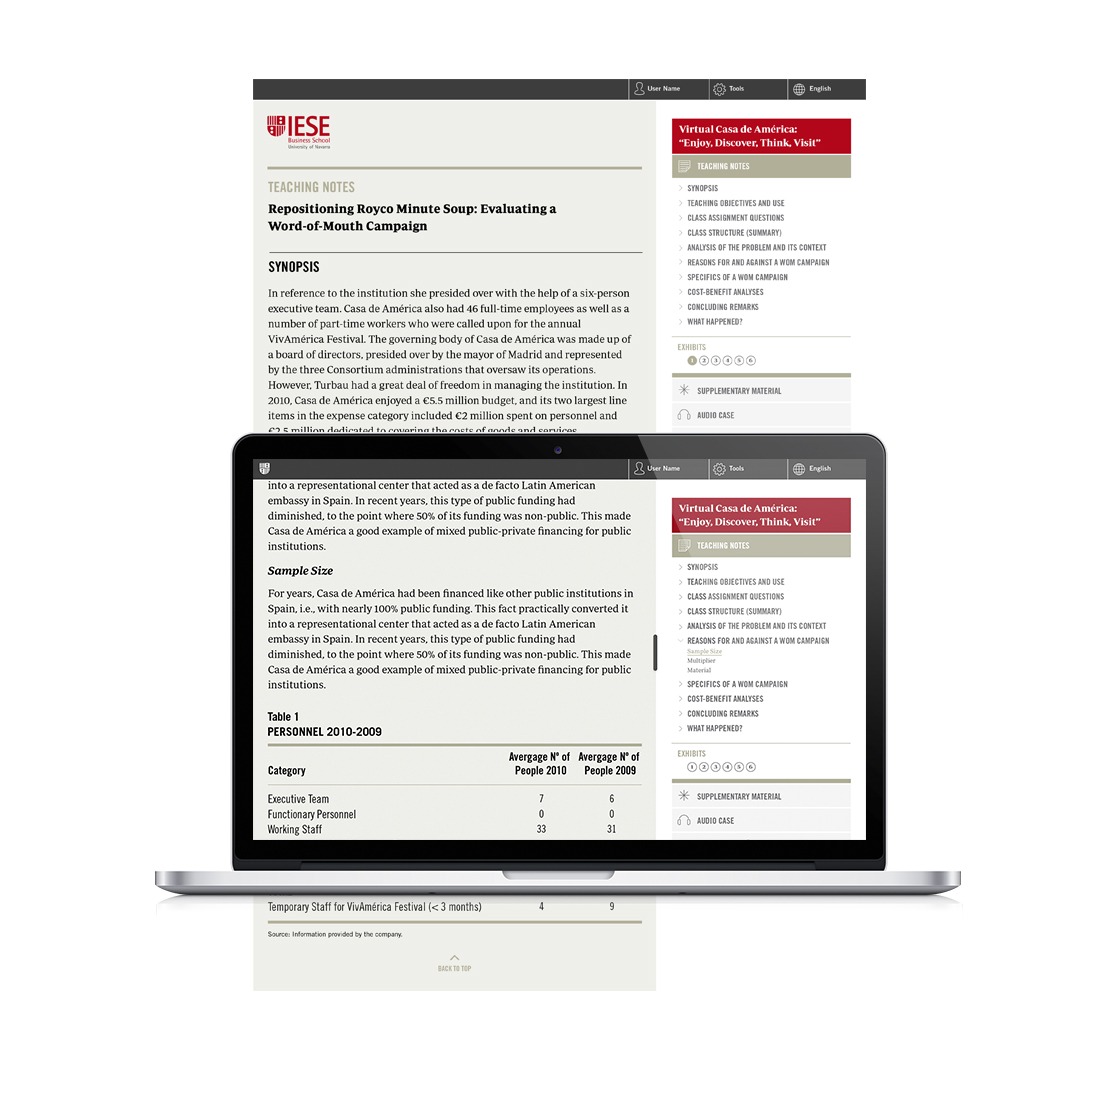 User Name
Tools
English
IESE
Business School
University of Navarra
TEACHING NOTES
Repositioning Royco Minute Soup: Evaluating a
Word-of-Mouth Campaign
SYNOPSIS
In reference to the institution she presided over with the help of a six-person
executive team. Casa de América also had 46 full-time employees as well as a
number of part-time workers who were called upon for the annual
VivAmérica Festival. The governing body of Casa de América was made up of
a board of directors, presided over by the mayor of Madrid and represented
by the three Consortium administrations that oversaw its operations.
However, Turbau had a great deal of freedom in managing the institution. In
2010, Casa de América enjoyed a €5.5 million budget, and its two largest line
items in the expense category included €2 million spent on personnel and
€2.5 million dedicated to covering the costs of goods and services.
Virtual Casa de América:
“Enjoy, Discover, Think, Visit”
TEACHING NOTES
SYNOPSIS
TEACHING OBJECTIVES AND USE
CLASS ASSIGNMENT QUESTIONS
CLASS STRUCTURE (SUMMARY)
ANALYSIS OF THE PROBLEM AND ITS CONTEXT
REASONS FOR AND AGAINST A WOM CAMPAIGN
SPECIFICS OF A WOM CAMPAIGN
COST-BENEFIT ANALYSES
CONCLUDING REMARKS
WHAT HAPPENED?
EXHIBITS
1 2 3 4 5 6
SUPPLEMENTARY MATERIAL
AUDIO CASE
User Name
Tools
English
into a representational center that acted as a de facto Latin American
embassy in Spain. In recent years, this type of public funding had
diminished, to the point where 50% of its funding was non-public. This made
Casa de América a good example of mixed public-private financing for public
institutions.
Sample Size
For years, Casa de América had been financed like other public institutions in
Spain, i.e., with nearly 100% public funding. This fact practically converted it
into a representational center that acted as a de facto Latin American
embassy in Spain. In recent years, this type of public funding had
diminished, to the point where 50% of its funding was non-public. This made
Casa de América a good example of mixed public-private financing for public
institutions.
Table 1
PERSONNEL 2010-2009
Category
Avergage Nº of
People 2010
Avergage Nº of
People 2009
Executive Team 7 6
Functionary Personnel 0 0
Working Staff 33 31
Virtual Casa de América:
“Enjoy, Discover, Think, Visit”
TEACHING NOTES
SYNOPSIS
TEACHING OBJECTIVES AND USE
CLASS ASSIGNMENT QUESTIONS
CLASS STRUCTURE (SUMMARY)
ANALYSIS OF THE PROBLEM AND ITS CONTEXT
REASONS FOR AND AGAINST A WOM CAMPAIGN
Sample Size
Multiplier
Material
SPECIFICS OF A WOM CAMPAIGN
COST-BENEFIT ANALYSES
CONCLUDING REMARKS
WHAT HAPPENED?
EXHIBITS
1 2 3 4 5 6
SUPPLEMENTARY MATERIAL
AUDIO CASE
Temporary Staff for VivAmérica Festival (< 3 months) 4 9
Source: Information provided by the company.
BACK TO TOP